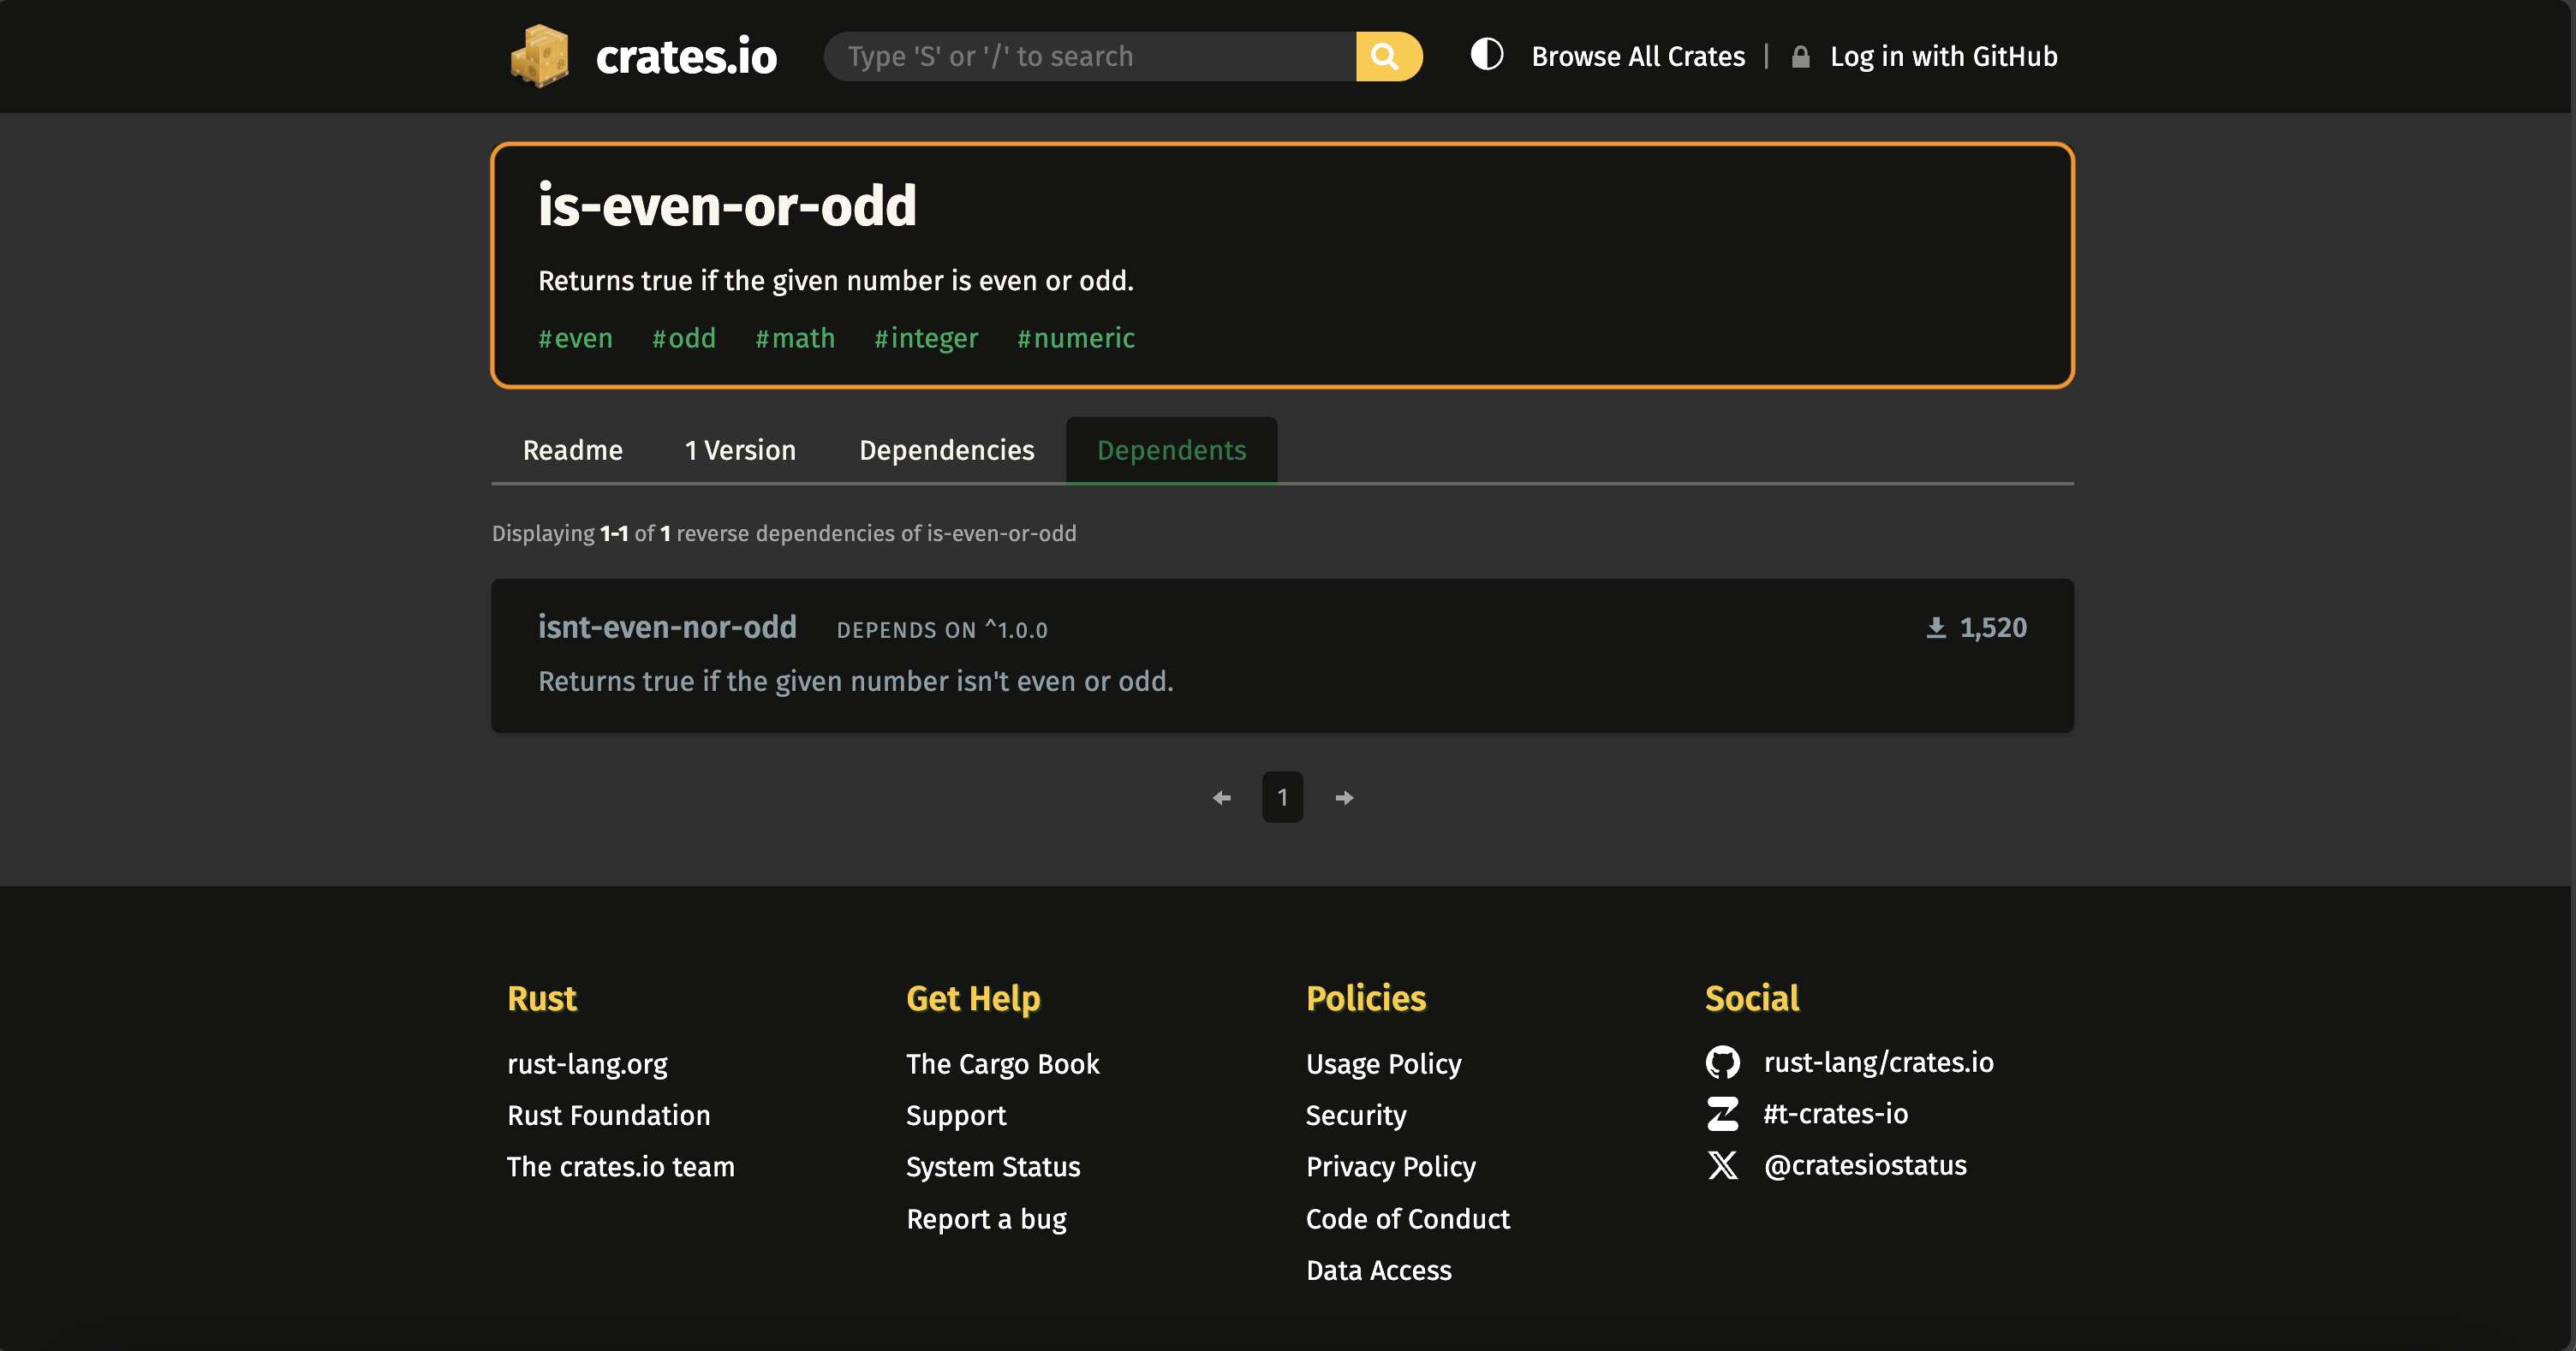 crates.io
Type 'S' or '/' to search
Browse All Crates | Log in with GitHub
is-even-or-odd
Returns true if the given number is even or odd.
#even #odd #math #integer #numeric
Readme 1 Version Dependencies Dependents
Displaying 1-1 of 1 reverse dependencies of is-even-or-odd
isnt-even-nor-odd DEPENDS ON ^1.0.0 1,520
Returns true if the given number isn't even or odd.
1
Rust
rust-lang.org
Rust Foundation
The crates.io team
Get Help
The Cargo Book
Support
System Status
Report a bug
Policies
Usage Policy
Security
Privacy Policy
Code of Conduct
Data Access
Social
rust-lang/crates.io
#t-crates-io
@cratesiostatus